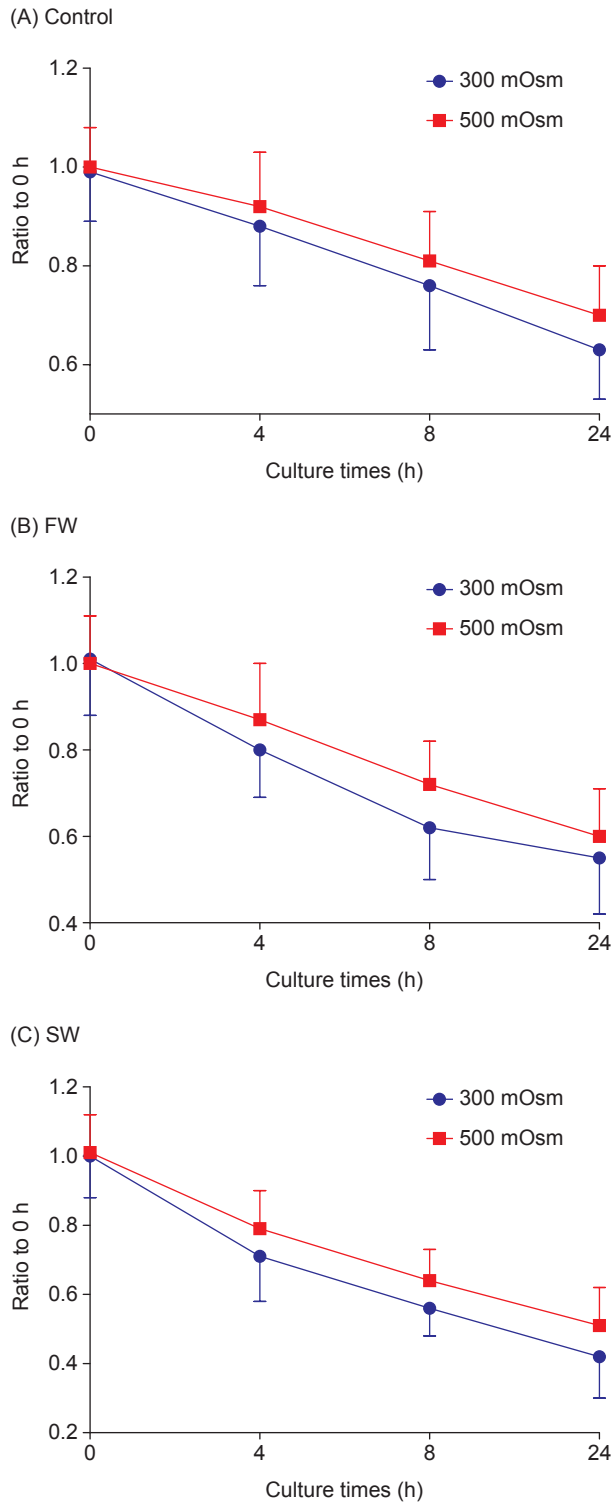 (A) Control
1.2
300 mOsm
500 mOsm
1.0
Ratio to 0 h
0.8
0.6
0 4 8 24
Culture times (h)
(B) FW
1.2
300 mOsm
500 mOsm
1.0
Ratio to 0 h
0.8
0.6
0.4
0 4 8 24
Culture times (h)
(C) SW
1.2
300 mOsm
500 mOsm
1.0
0.8
Ratio to 0 h
0.6
0.4
0.2
0 4 8 24
Culture times (h)